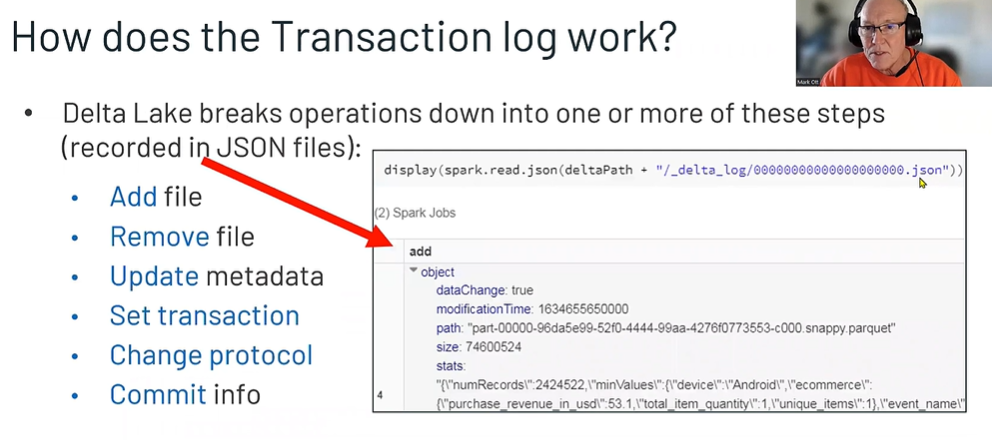 How does the Transaction log work?
Mark Ott
• Delta Lake breaks operations down into one or more of these steps
(recorded in JSON files):
• Add file
• Remove file
• Update metadata
• Set transaction
• Change protocol
• Commit info
display(spark.read.json(deltaPath + "/_delta_log/00000000000000000000.json"))
(2) Spark Jobs
add
object
dataChange: true
modificationTime: 1634655650000
path: "part-00000-96da5e99-52f0-4444-99aa-4276f0773553-c000.snappy.parquet"
size: 74600524
stats:
"{\"numRecords\":2424522,\"minValues\":{\"device\":\"Android\",\"ecommerce\":
4
{\"purchase_revenue_in_usd\":53.1,\"total_item_quantity\":1,\"unique_items\":1},\"event_name\"